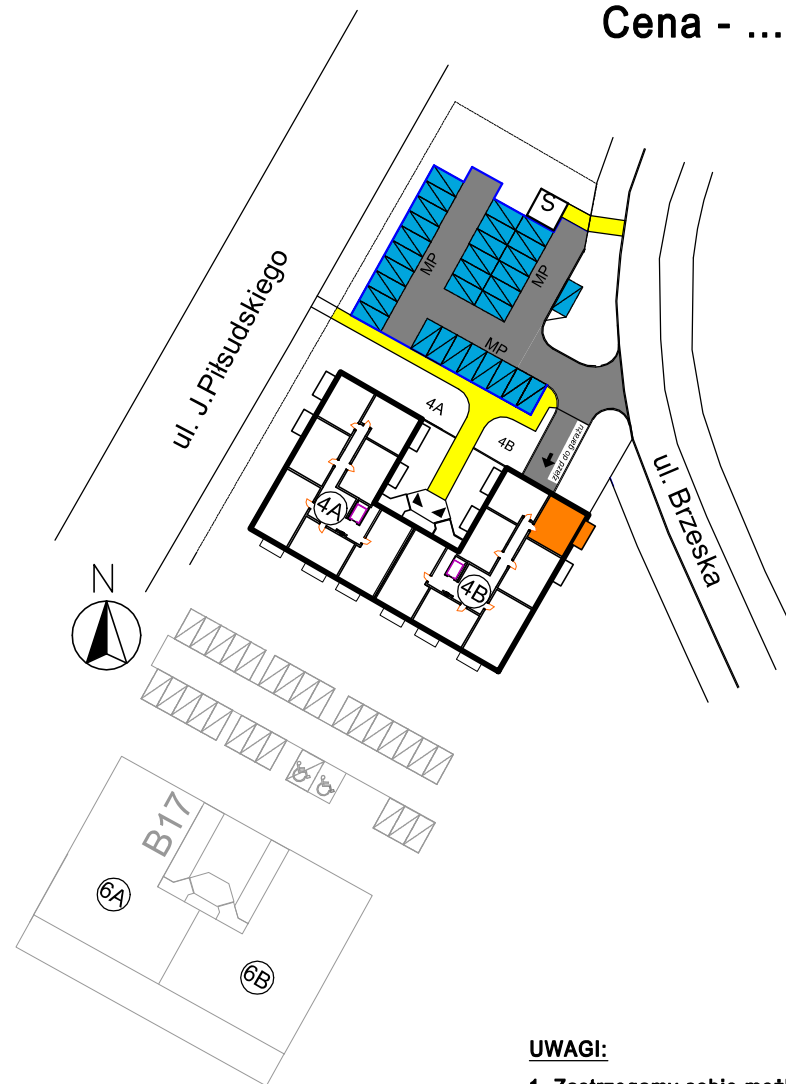 Cena - ...
S
MP
MP
MP
ul. J.Piłsudskiego
4A
4B
zjazd do garażu
ul. Brzeska
4A
4B
N
B17
6A
6B
UWAGI: